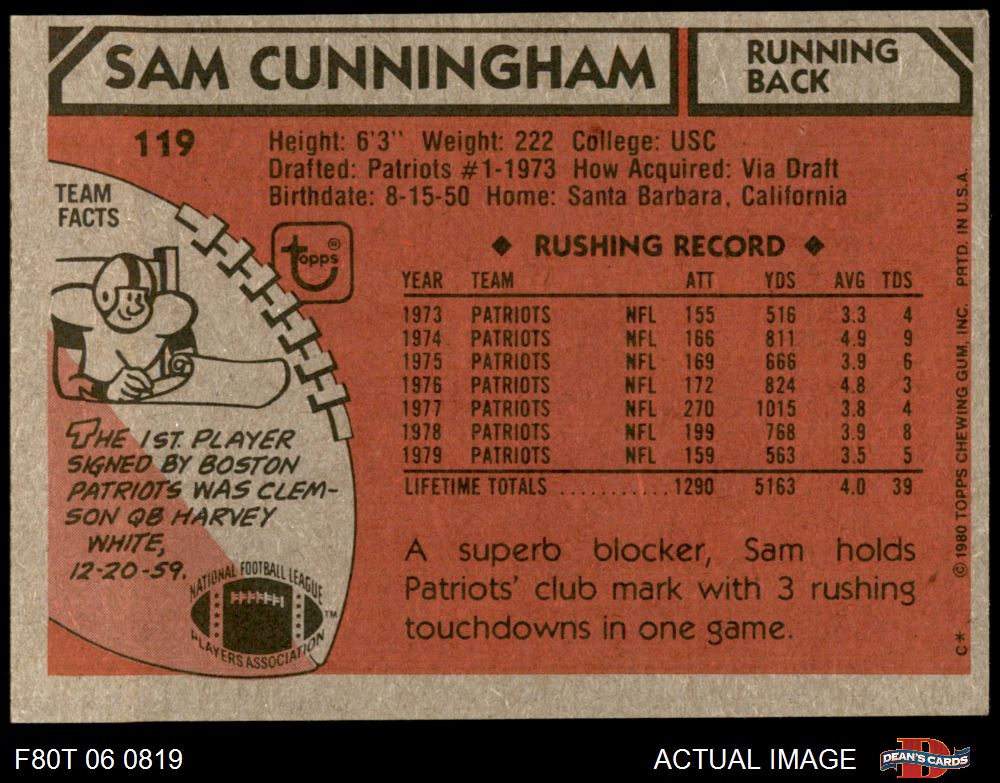 SAM CUNNINGHAM
RUNNING
BACK
119
Height: 6'3" Weight: 222 College: USC
Drafted: Patriots #1-1973 How Acquired: Via Draft
Birthdate: 8-15-50 Home: Santa Barbara, California
TEAM
FACTS
topps®
◆ RUSHING RECORD ◆
YEAR TEAM ATT YDS AVG TDS
1973 PATRIOTS NFL 155 516 3.3 4
1974 PATRIOTS NFL 166 811 4.9 9
1975 PATRIOTS NFL 169 666 3.9 6
1976 PATRIOTS NFL 172 824 4.8 3
1977 PATRIOTS NFL 270 1015 3.8 4
1978 PATRIOTS NFL 199 768 3.9 8
1979 PATRIOTS NFL 159 563 3.5 5
LIFETIME TOTALS ........... 1290 5163 4.0 39
THE 1ST. PLAYER
SIGNED BY BOSTON
PATRIOTS WAS CLEM-
SON QB HARVEY
WHITE,
12-20-59.
NATIONAL FOOTBALL LEAGUE
PLAYERS ASSOCIATION
TM
A superb blocker, Sam holds
Patriots' club mark with 3 rushing
touchdowns in one game.
C* © 1980 TOPPS CHEWING GUM, INC. PRTD. IN U.S.A.
F80T 06 0819
ACTUAL IMAGE
D
DEAN'S CARDS